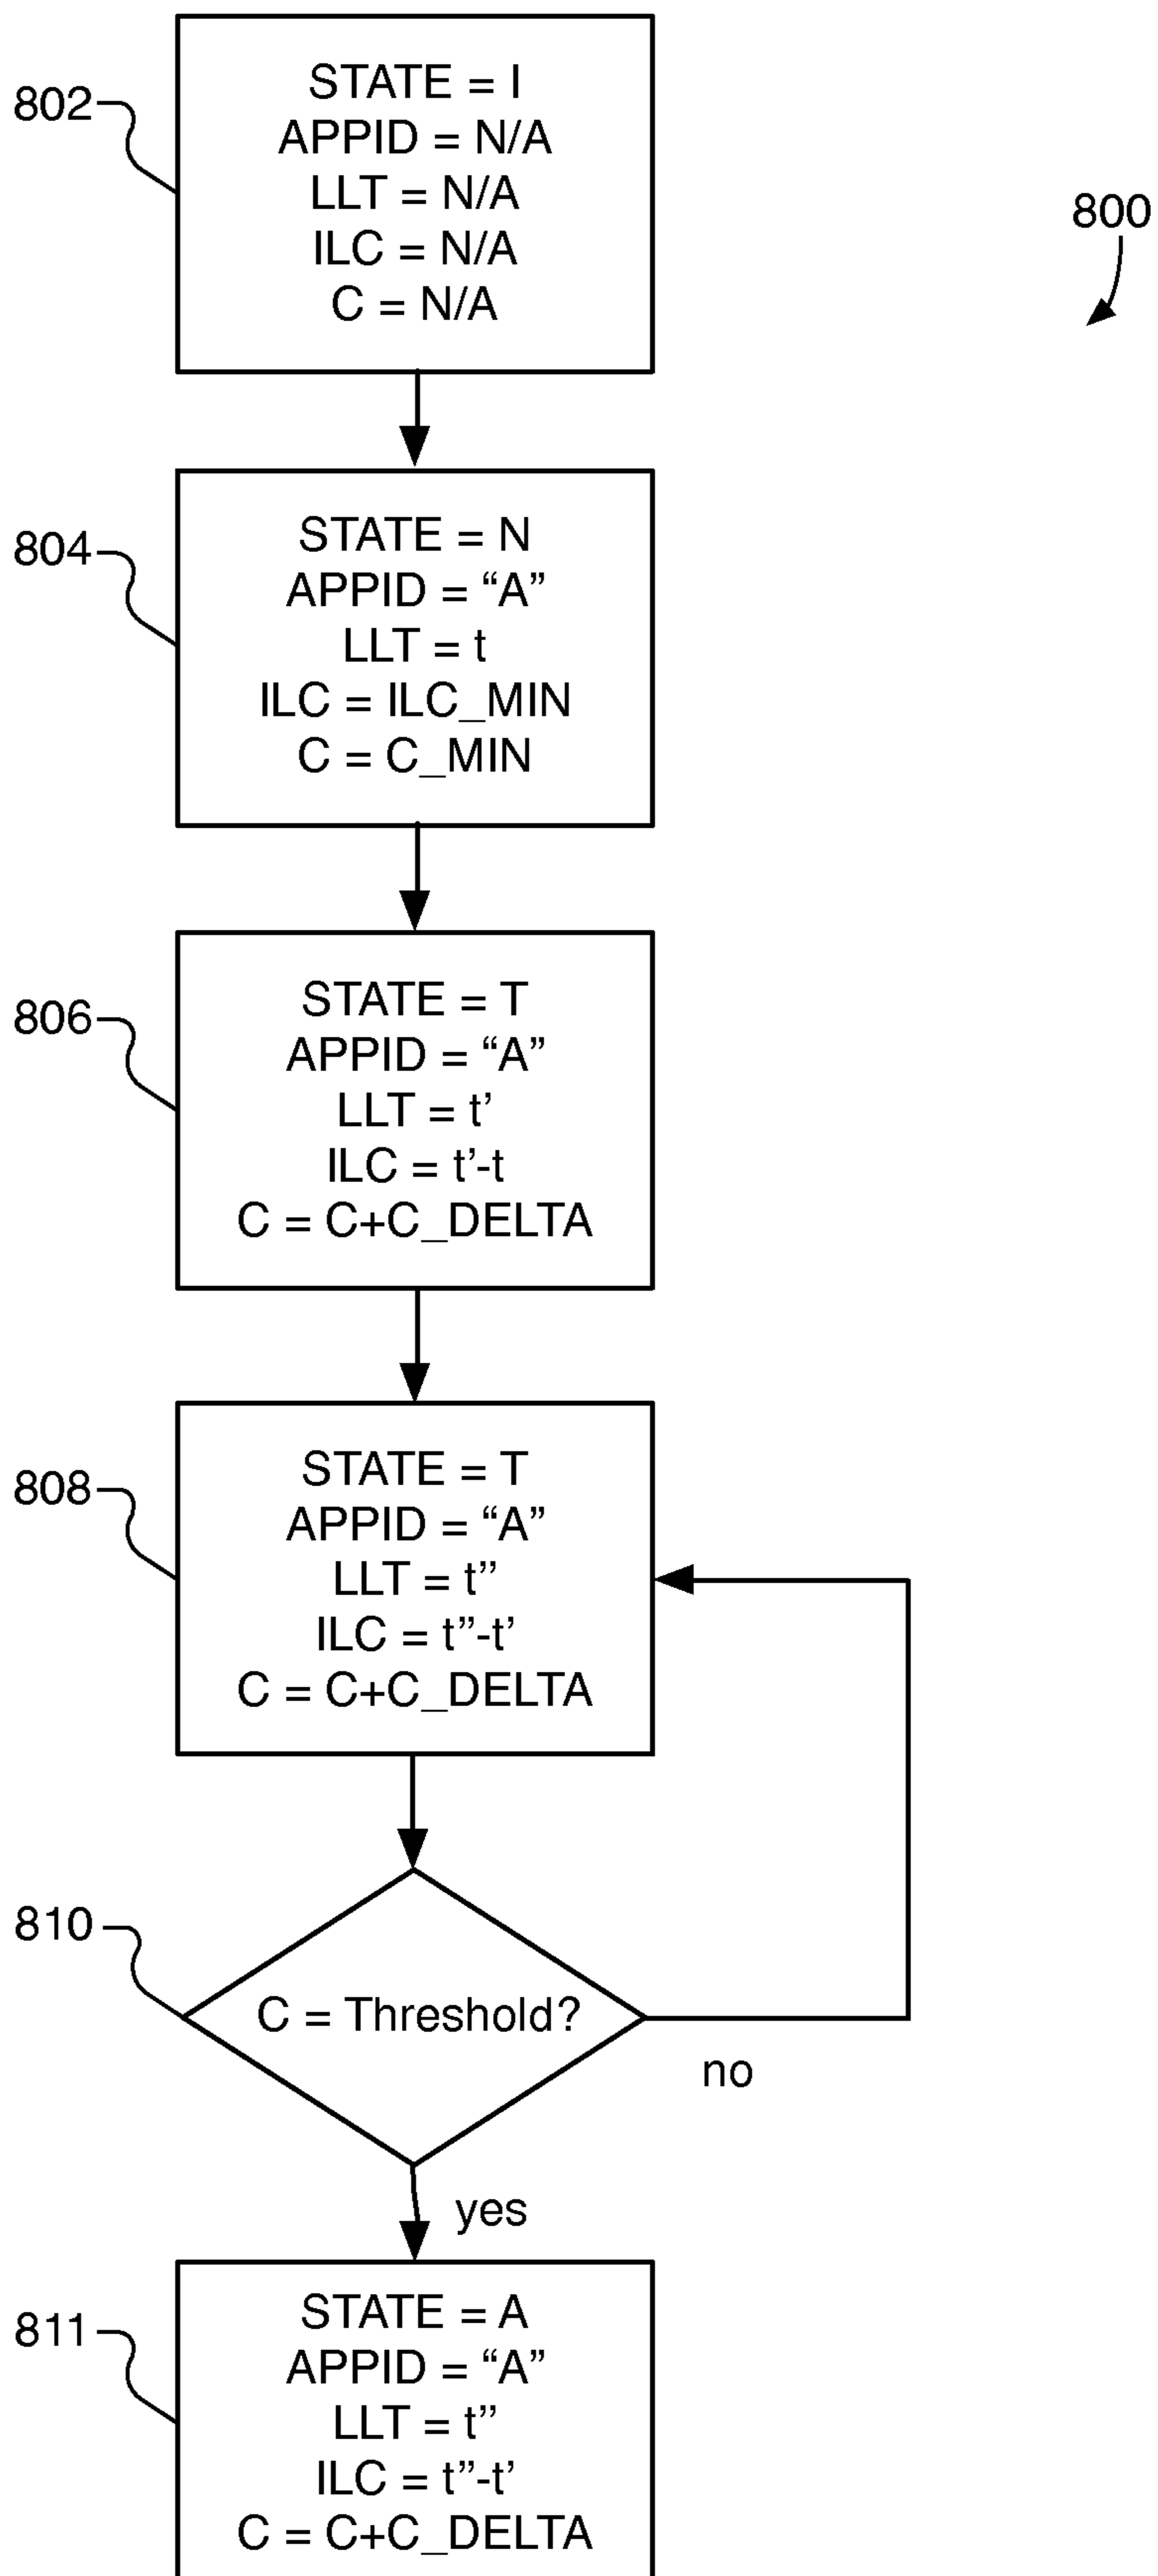 802
STATE = I
APPID = N/A
LLT = N/A
ILC = N/A
C = N/A
800
804
STATE = N
APPID = “A”
LLT = t
ILC = ILC_MIN
C = C_MIN
806
STATE = T
APPID = “A”
LLT = t’
ILC = t’-t
C = C+C_DELTA
808
STATE = T
APPID = “A”
LLT = t”
ILC = t”-t’
C = C+C_DELTA
810
C = Threshold?
no
yes
811
STATE = A
APPID = “A”
LLT = t”
ILC = t”-t’
C = C+C_DELTA